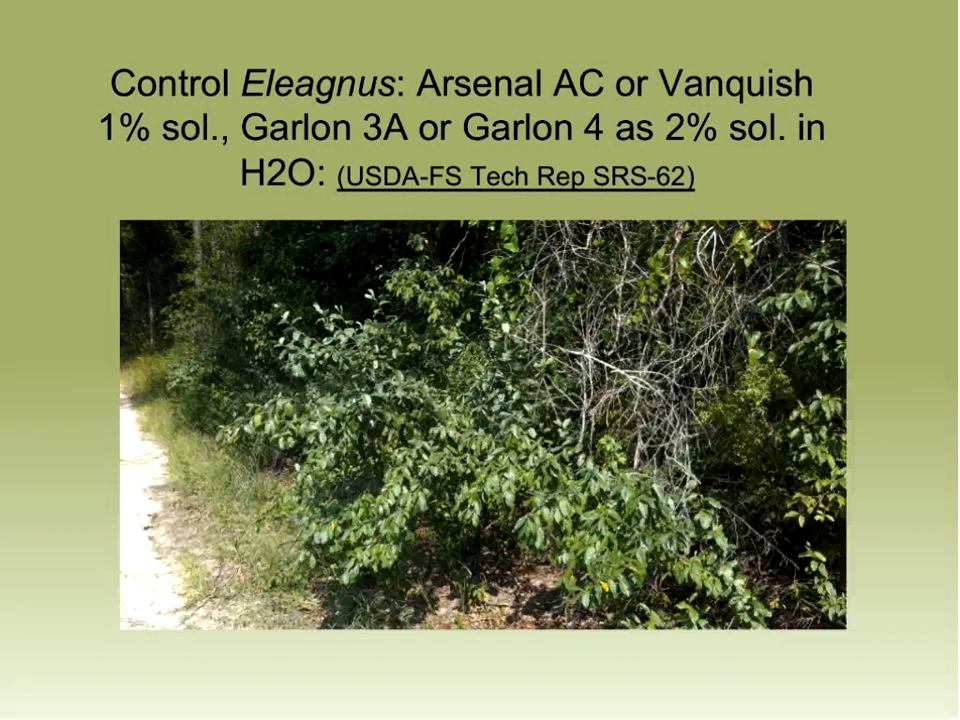 Control Eleagnus: Arsenal AC or Vanquish
1% sol., Garlon 3A or Garlon 4 as 2% sol. in
H2O: (USDA-FS Tech Rep SRS-62)